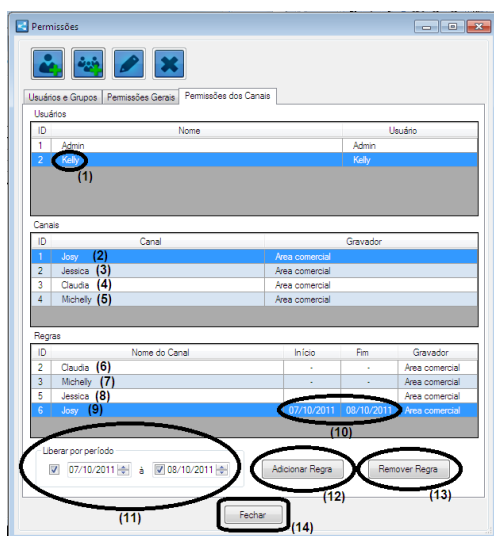 Permissões
Usuários e Grupos Permissões Gerais Permissões dos Canais
Usuários
ID Nome Usuário
1 Admin Admin
2 Kelly Kelly
(1)
Canais
ID Canal Gravador
1 Josy (2) Area comercial
2 Jessica (3) Area comercial
3 Claudia (4) Area comercial
4 Michelly (5) Area comercial
Regras
ID Nome do Canal Início Fim Gravador
2 Claudia (6) - - Area comercial
3 Michelly (7) - - Area comercial
5 Jessica (8) Area comercial
6 Josy (9) 07/10/2011 08/10/2011 Area comercial
(10)
Liberar por período
07/10/2011 á 08/10/2011 Adicionar Regra Remover Regra
(11) (12) (13)
Fechar (14)